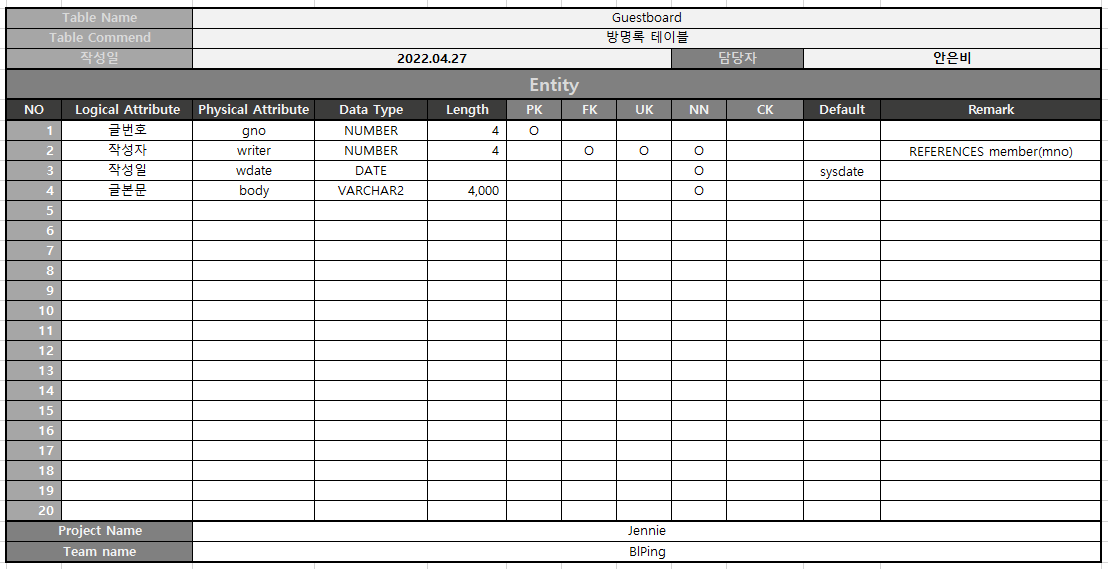 Table Name Guestboard
Table Commend 방명록 테이블
작성일 2022.04.27 담당자 안은비
Entity
NO Logical Attribute Physical Attribute Data Type Length PK FK UK NN CK Default Remark
1 글번호 gno NUMBER 4 O
2 작성자 writer NUMBER 4 O O O REFERENCES member(mno)
3 작성일 wdate DATE O sysdate
4 글본문 body VARCHAR2 4,000 O
5
6
7
8
9
10
11
12
13
14
15
16
17
18
19
20
Project Name Jennie
Team name BlPing